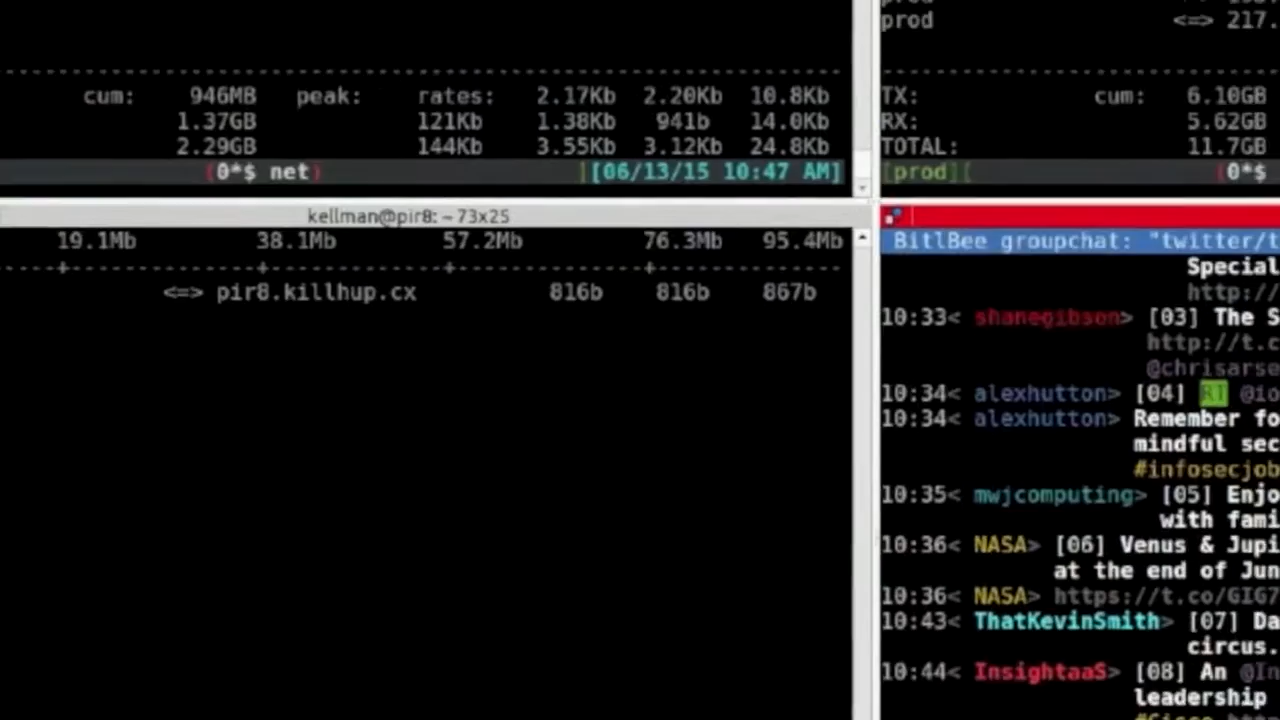 prod <=> 217.
cum: 946MB peak: rates: 2.17Kb 2.20Kb 10.8Kb
1.37GB 121Kb 1.38Kb 941b 14.0Kb
2.29GB 144Kb 3.55Kb 3.12Kb 24.8Kb
(0*$ net) ][06/13/15 10:47 AM]
TX: cum: 6.10GB
RX: 5.62GB
TOTAL: 11.7GB
[prod][ (0*$
kellman@pir8: ~ 73x25
19.1Mb 38.1Mb 57.2Mb 76.3Mb 95.4Mb
<=> pir8.killhup.cx 816b 816b 867b
BitlBee groupchat: "twitter/t
Special
http://
10:33< shanegibson> [03] The S
http://t.c
@chrisarse
10:34< alexhutton> [04] RT @io
10:34< alexhutton> Remember fo
mindful sec
#infosecjob
10:35< mwjcomputing> [05] Enjo
with fami
10:36< NASA> [06] Venus & Jupi
at the end of Jun
10:36< NASA> https://t.co/GIG7
10:43< ThatKevinSmith> [07] Da
circus.
10:44< InsightaaS> [08] An @In
leadership